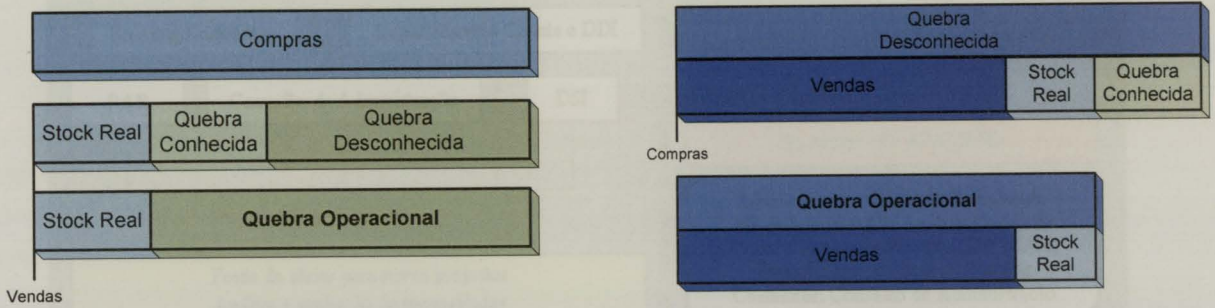 Compras
Stock Real
Quebra
Conhecida
Quebra
Desconhecida
Stock Real
Quebra Operacional
Vendas
Quebra
Desconhecida
Vendas
Stock
Real
Quebra
Conhecida
Compras
Quebra Operacional
Vendas
Stock
Real